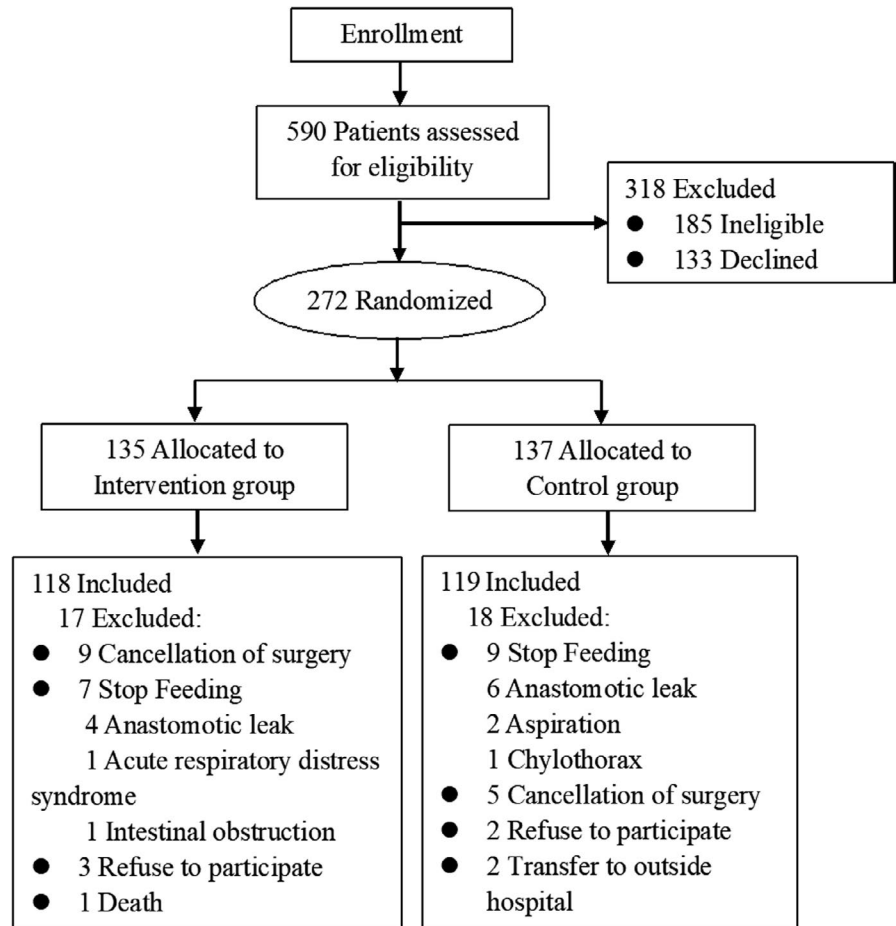 Enrollment
590 Patients assessed
for eligibility
318 Excluded
● 185 Ineligible
● 133 Declined
272 Randomized
135 Allocated to
Intervention group
137 Allocated to
Control group
118 Included
17 Excluded:
● 9 Cancellation of surgery
● 7 Stop Feeding
4 Anastomotic leak
1 Acute respiratory distress
syndrome
1 Intestinal obstruction
● 3 Refuse to participate
● 1 Death
119 Included
18 Excluded:
● 9 Stop Feeding
6 Anastomotic leak
2 Aspiration
1 Chylothorax
● 5 Cancellation of surgery
● 2 Refuse to participate
● 2 Transfer to outside
hospital